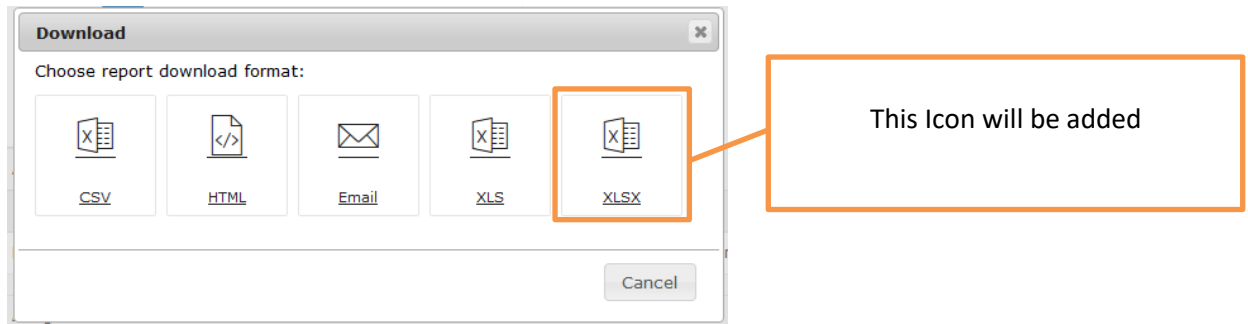 Download
Choose report download format:
CSV HTML Email XLS XLSX
Cancel
This Icon will be added